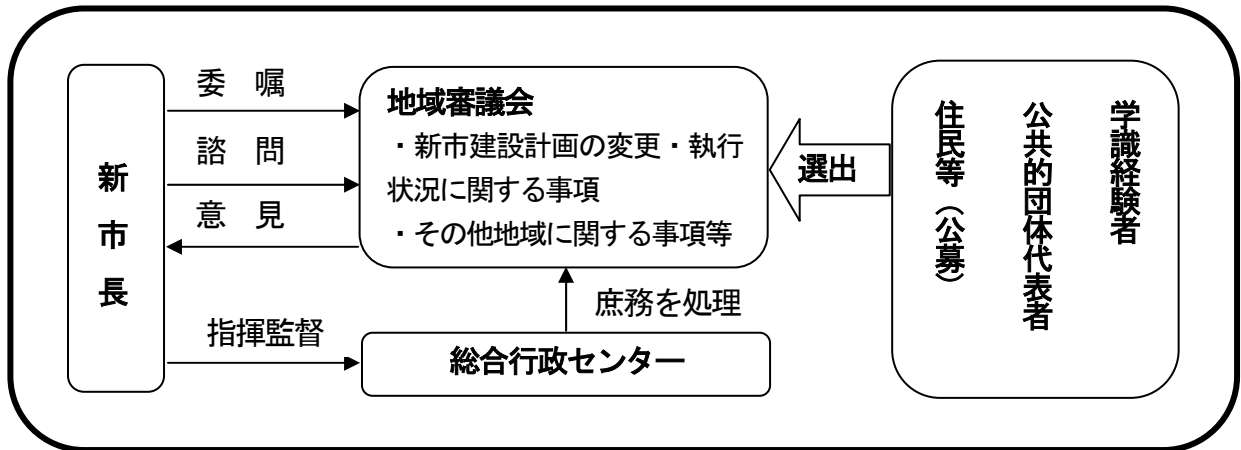 新市長
委　嘱
諮　問
意　見
指揮監督
地域審議会
・新市建設計画の変更・執行
状況に関する事項
・その他地域に関する事項等
庶務を処理
総合行政センター
選出
学識経験者
公共的団体代表者
住民等（公募）